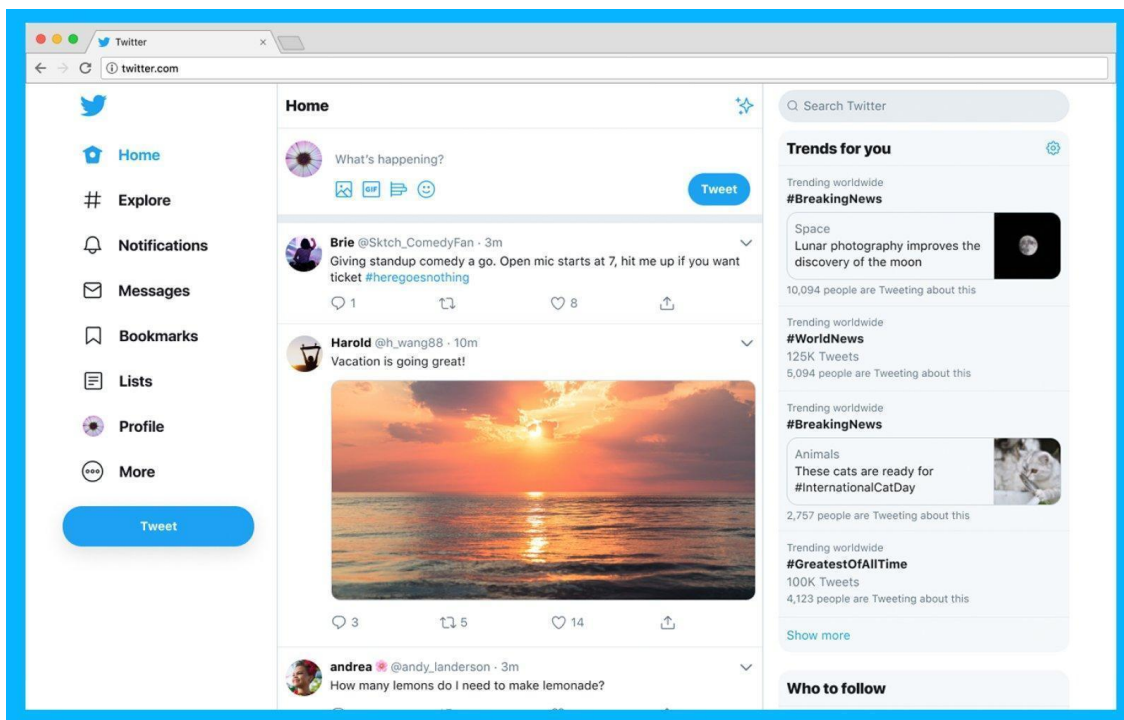 Twitter
twitter.com
Home
Explore
Notifications
Messages
Bookmarks
Lists
Profile
More
Tweet
Home
What's happening?
GIF
Tweet
Brie @Sktch_ComedyFan · 3m
Giving standup comedy a go. Open mic starts at 7, hit me up if you want
ticket #heregoesnothing
1
8
Harold @h_wang88 · 10m
Vacation is going great!
3
5
14
andrea @andy_landerson · 3m
How many lemons do I need to make lemonade?
Search Twitter
Trends for you
Trending worldwide
#BreakingNews
Space
Lunar photography improves the
discovery of the moon
10,094 people are Tweeting about this
Trending worldwide
#WorldNews
125K Tweets
5,094 people are Tweeting about this
Trending worldwide
#BreakingNews
Animals
These cats are ready for
#InternationalCatDay
2,757 people are Tweeting about this
Trending worldwide
#GreatestOfAllTime
100K Tweets
4,123 people are Tweeting about this
Show more
Who to follow